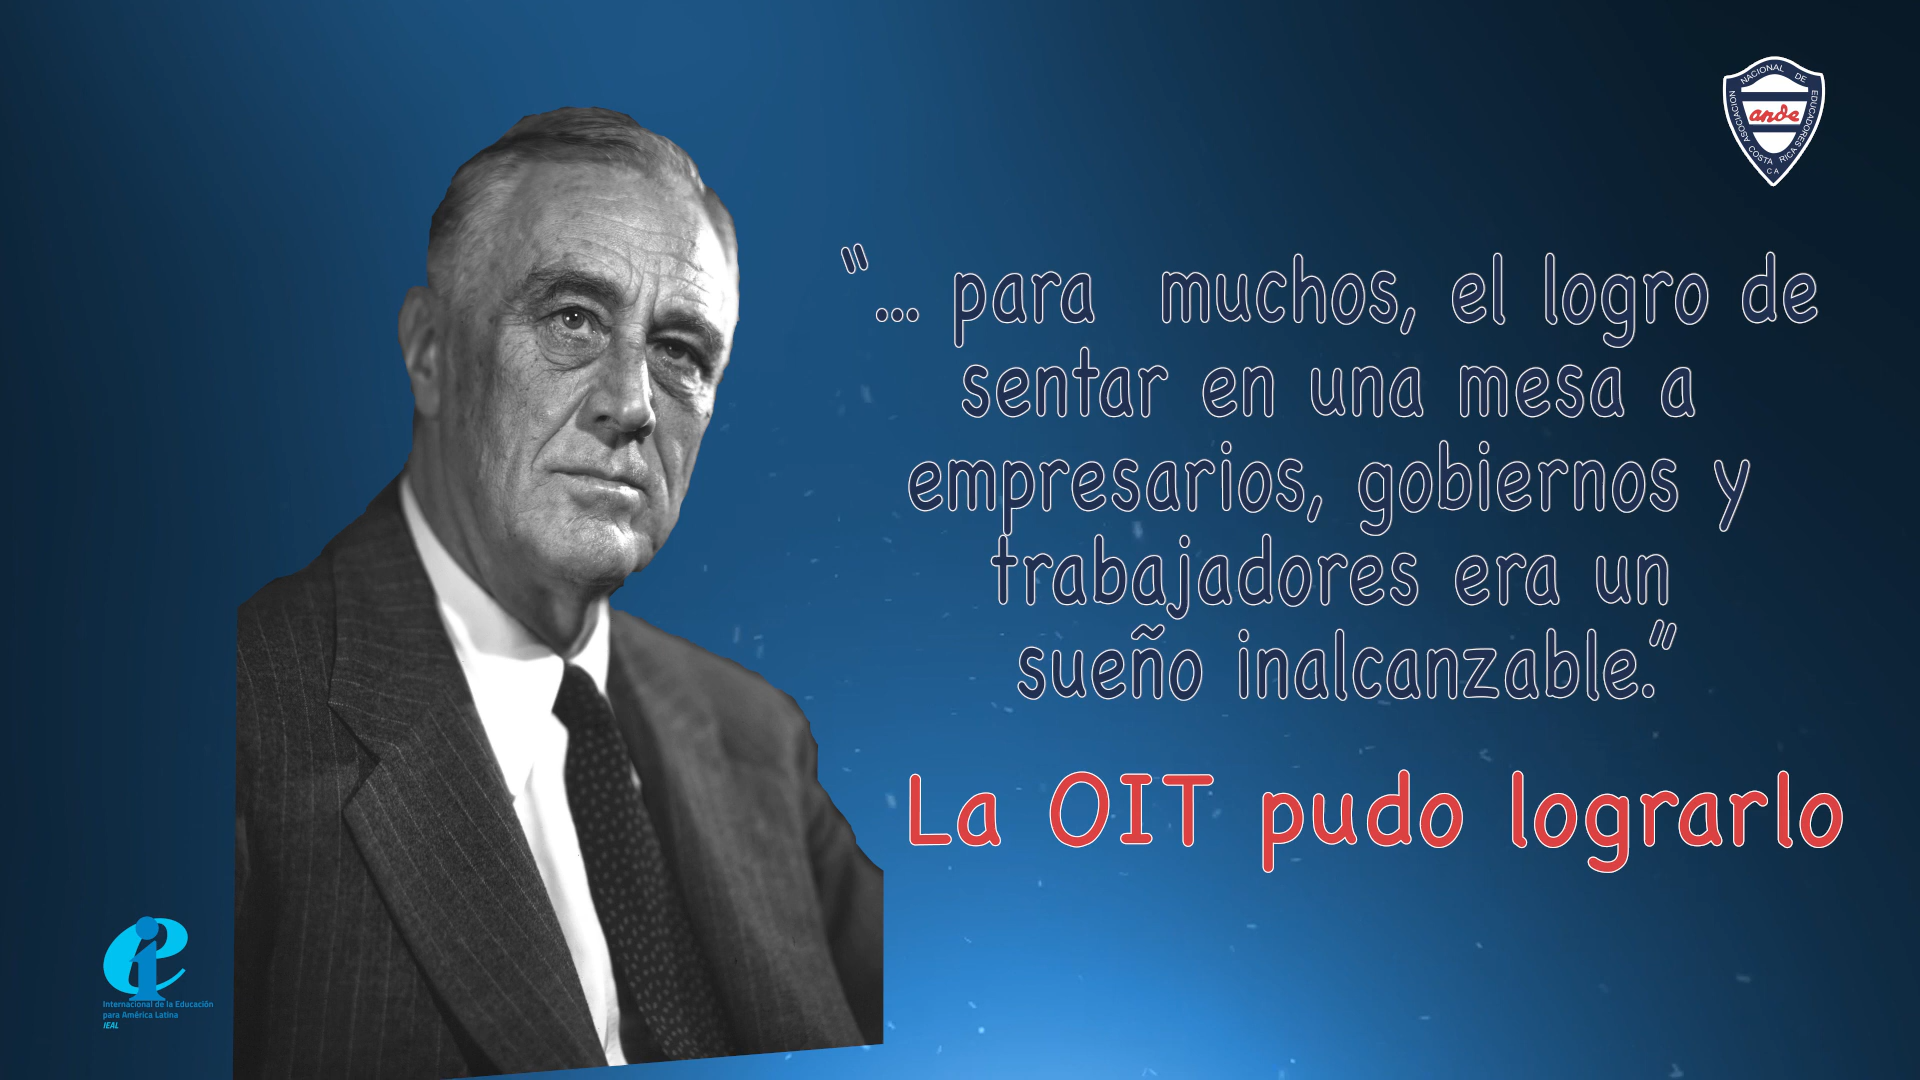 NACIONAL DE
ASOCIACION EDUCADORES
ande
COSTA RICA
C A
“... para muchos, el logro de
sentar en una mesa a
empresarios, gobiernos y
trabajadores era un
sueño inalcanzable.”
La OIT pudo lograrlo
Internacional de la Educación
para América Latina
IEAL